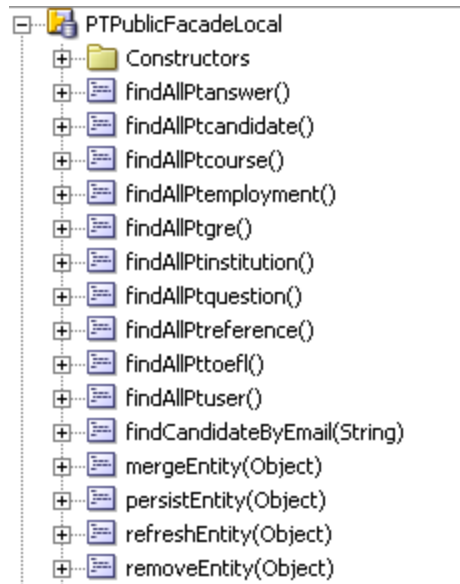 PTPublicFacadeLocal
Constructors
findAllPtanswer()
findAllPtcandidate()
findAllPtcourse()
findAllPtemployment()
findAllPtgre()
findAllPtinstitution()
findAllPtquestion()
findAllPtreference()
findAllPttoefl()
findAllPtuser()
findCandidateByEmail(String)
mergeEntity(Object)
persistEntity(Object)
refreshEntity(Object)
removeEntity(Object)